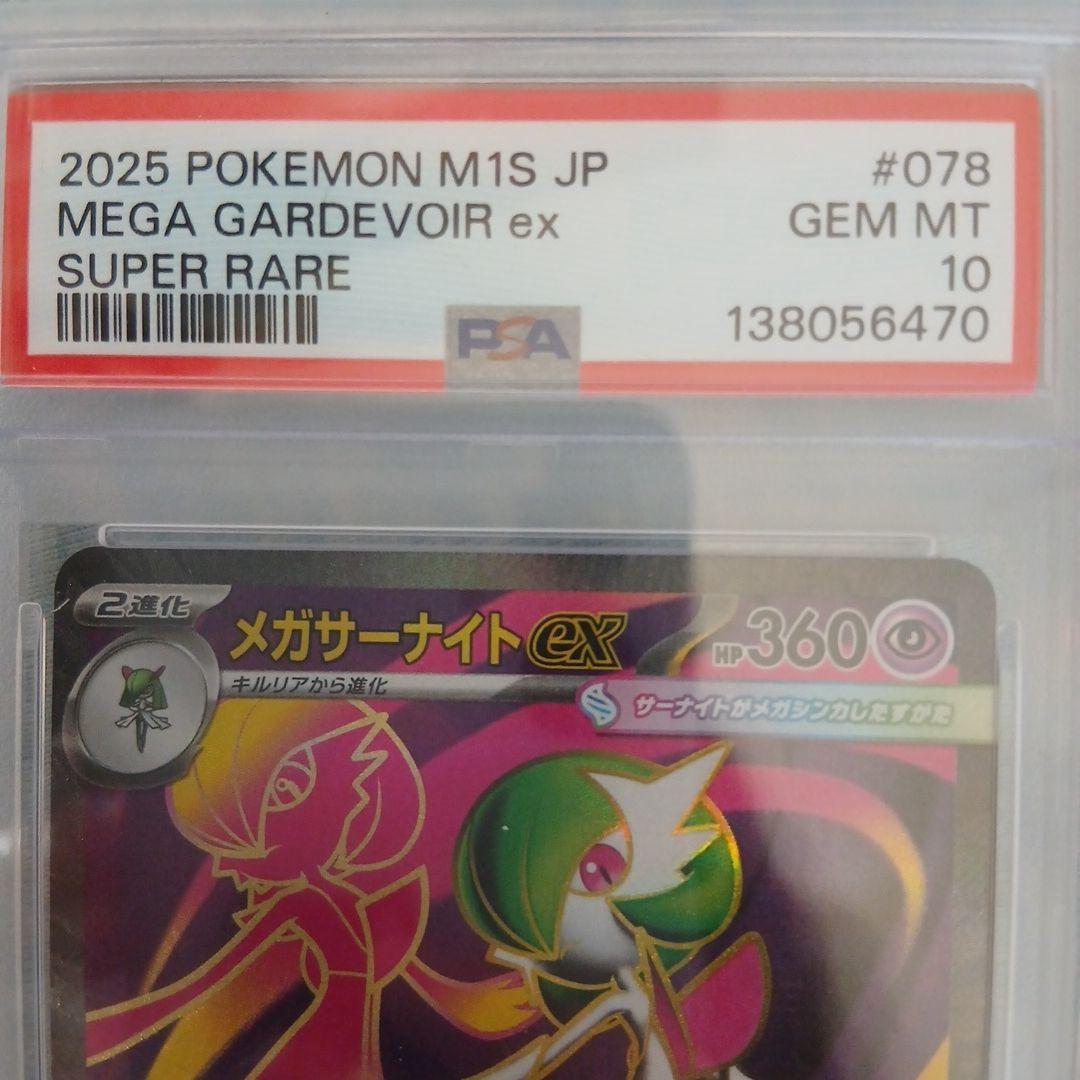 2025 POKEMON M1S JP #078
MEGA GARDEVOIR ex GEM MT
SUPER RARE 10
138056470
PSA
2進化
メガサーナイトex HP 360
キルリアから進化
サーナイトがメガシンカしたすがた